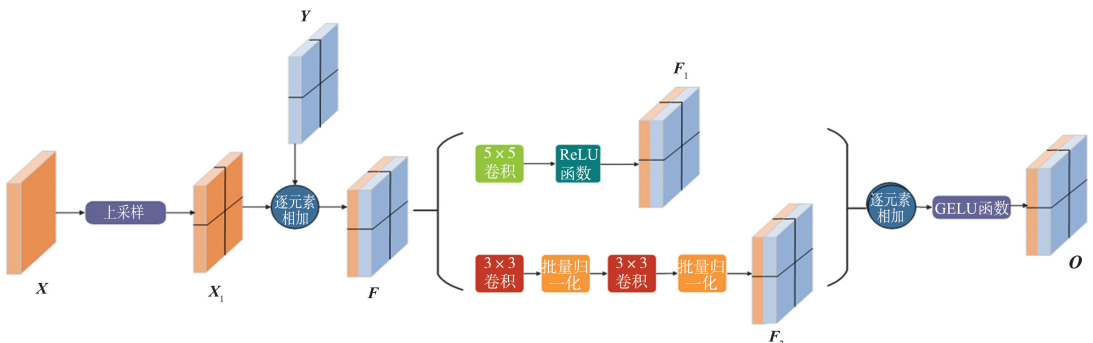 Y
X
上采样
X₁
逐元素
相加
F
5×5
卷积
ReLU
函数
F₁
3×3
卷积
批量归
一化
3×3
卷积
批量归
一化
F₂
逐元素
相加
GELU函数
O